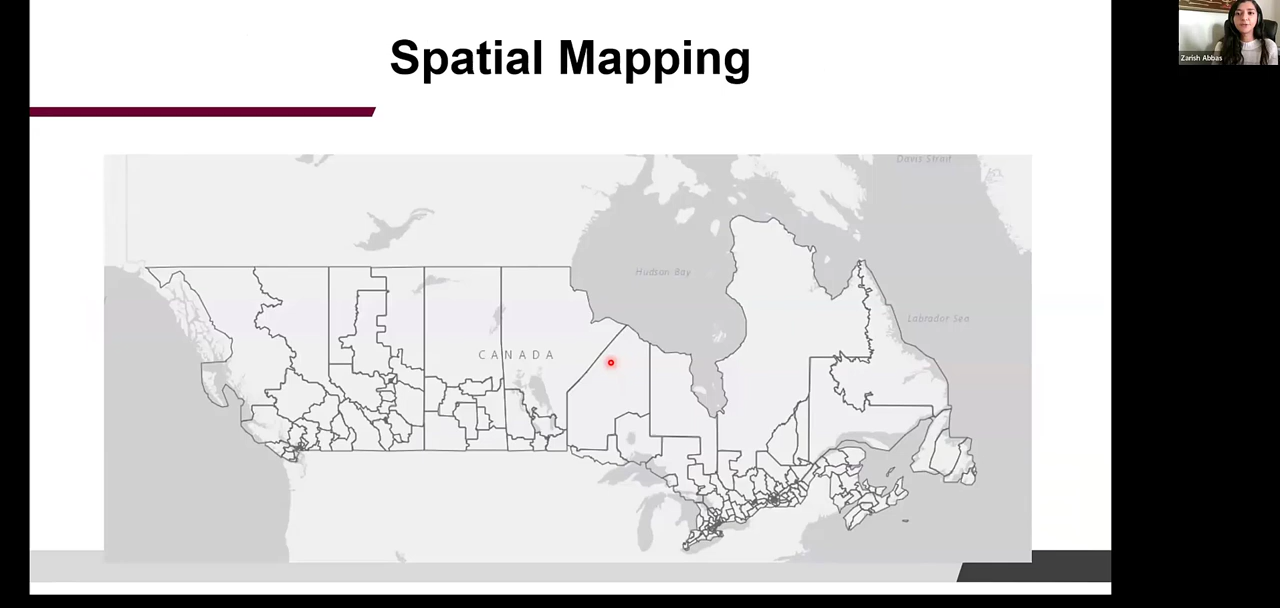 Spatial Mapping
Zarish Abbas
Davis Strait
Hudson Bay
Labrador Sea
CANADA